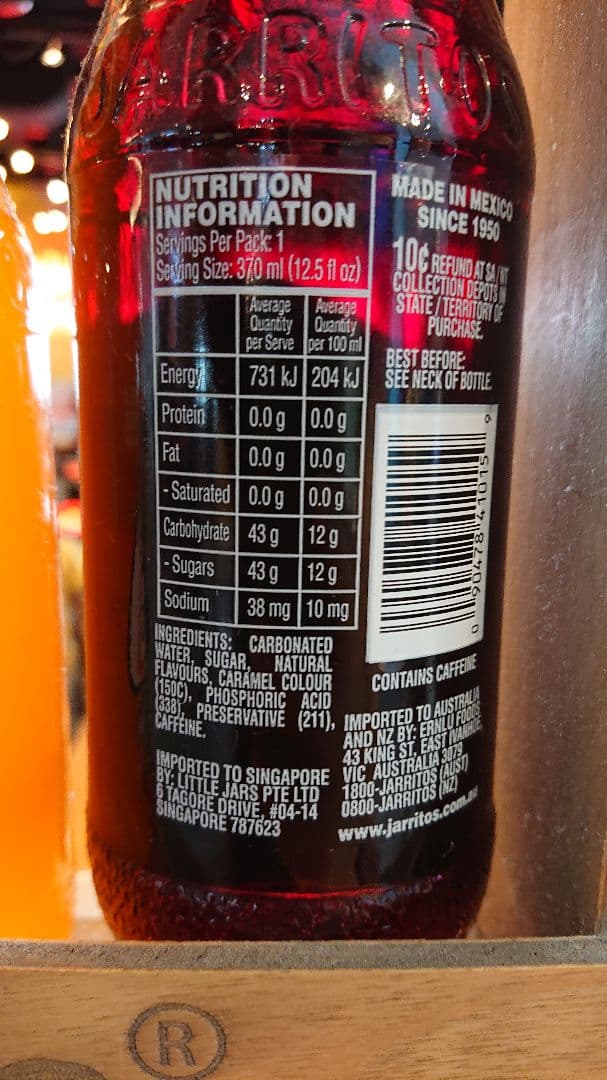 NUTRITION
INFORMATION
Servings Per Pack: 1
Serving Size: 370 ml (12.5 fl oz)
Average Quantity per Serve Average Quantity per 100 ml
Energy 731 kJ 204 kJ
Protein 0.0 g 0.0 g
Fat 0.0 g 0.0 g
- Saturated 0.0 g 0.0 g
Carbohydrate 43 g 12 g
- Sugars 43 g 12 g
Sodium 38 mg 10 mg
INGREDIENTS: CARBONATED
WATER, SUGAR, NATURAL
FLAVOURS, CARAMEL COLOUR
(150C), PHOSPHORIC ACID
(338), PRESERVATIVE (211),
CAFFEINE.
IMPORTED TO SINGAPORE
BY: LITTLE JARS PTE LTD
6 TAGORE DRIVE, #04-14
SINGAPORE 787623
MADE IN MEXICO
SINCE 1950
10¢ REFUND AT SA/NT
COLLECTION DEPOTS IN
STATE/TERRITORY OF
PURCHASE.
BEST BEFORE:
SEE NECK OF BOTTLE.
0 90478 41015 9
CONTAINS CAFFEINE
IMPORTED TO AUSTRALIA
AND NZ BY: ERNLU FOODS,
43 KING ST, EAST IVANHOE,
VIC AUSTRALIA 3079
1800-JARRITOS (AUST)
0800-JARRITOS (NZ)
www.jarritos.com.au
®